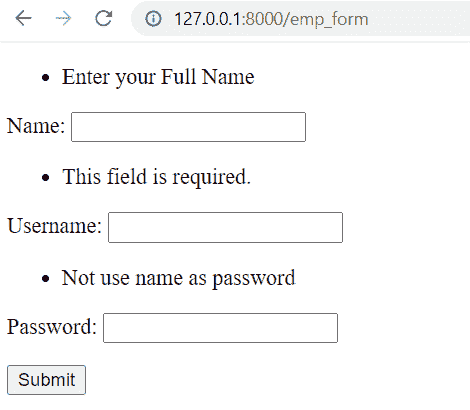 127.0.0.1:8000/emp_form
• Enter your Full Name
Name:
• This field is required.
Username:
• Not use name as password
Password:
Submit